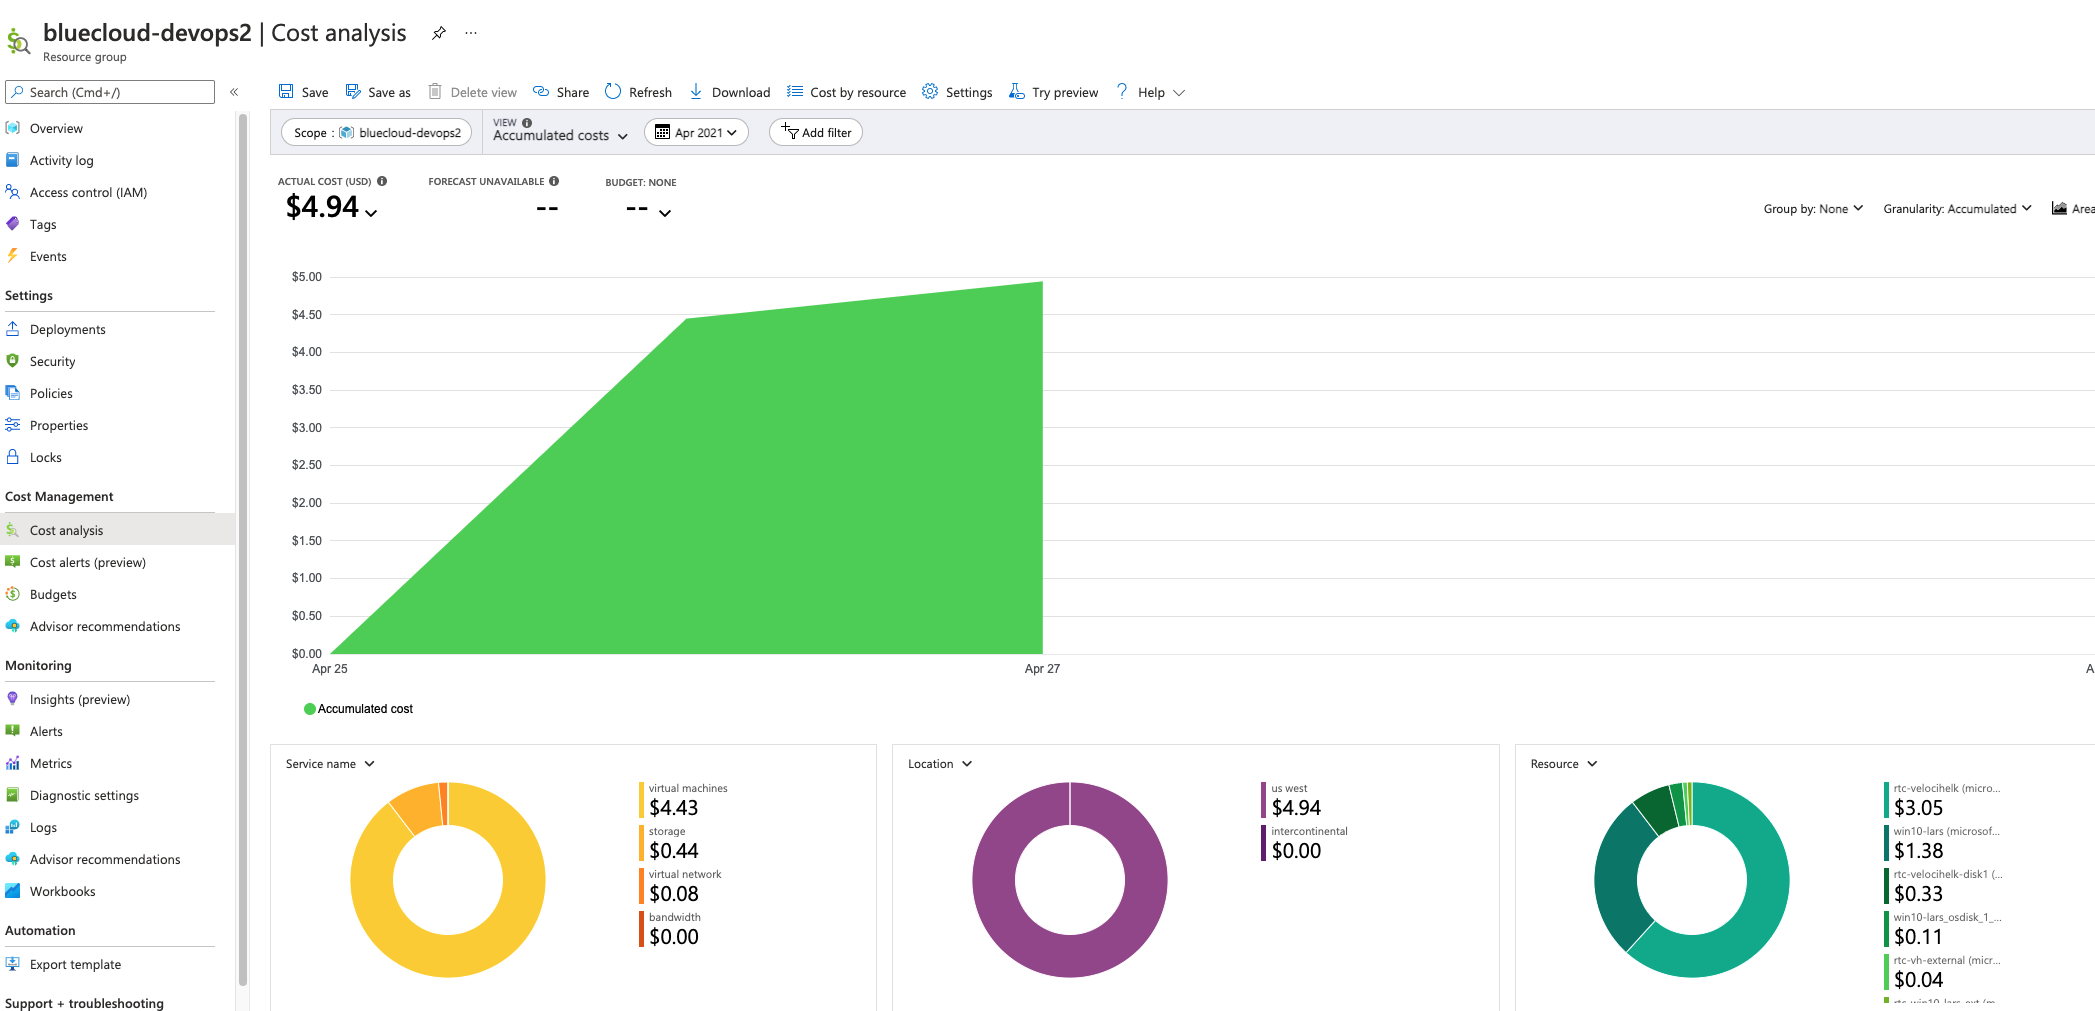 bluecloud-devops2 | Cost analysis
Resource group
Search (Cmd+/)
Overview
Activity log
Access control (IAM)
Tags
Events
Settings
Deployments
Security
Policies
Properties
Locks
Cost Management
Cost analysis
Cost alerts (preview)
Budgets
Advisor recommendations
Monitoring
Insights (preview)
Alerts
Metrics
Diagnostic settings
Logs
Advisor recommendations
Workbooks
Automation
Export template
Support + troubleshooting
Save Save as Delete view Share Refresh Download Cost by resource Settings Try preview Help
Scope : bluecloud-devops2
VIEW
Accumulated costs
Apr 2021
Add filter
ACTUAL COST (USD)
$4.94
FORECAST UNAVAILABLE
--
BUDGET: NONE
--
Group by: None Granularity: Accumulated Area
$5.00
$4.50
$4.00
$3.50
$3.00
$2.50
$2.00
$1.50
$1.00
$0.50
$0.00
Apr 25 Apr 27 A
Accumulated cost
Service name
virtual machines
$4.43
storage
$0.44
virtual network
$0.08
bandwidth
$0.00
Location
us west
$4.94
intercontinental
$0.00
Resource
rtc-velocihelk (micro...
$3.05
win10-lars (microsof...
$1.38
rtc-velocihelk-disk1 (...
$0.33
win10-lars_osdisk_1_...
$0.11
rtc-vh-external (micr...
$0.04